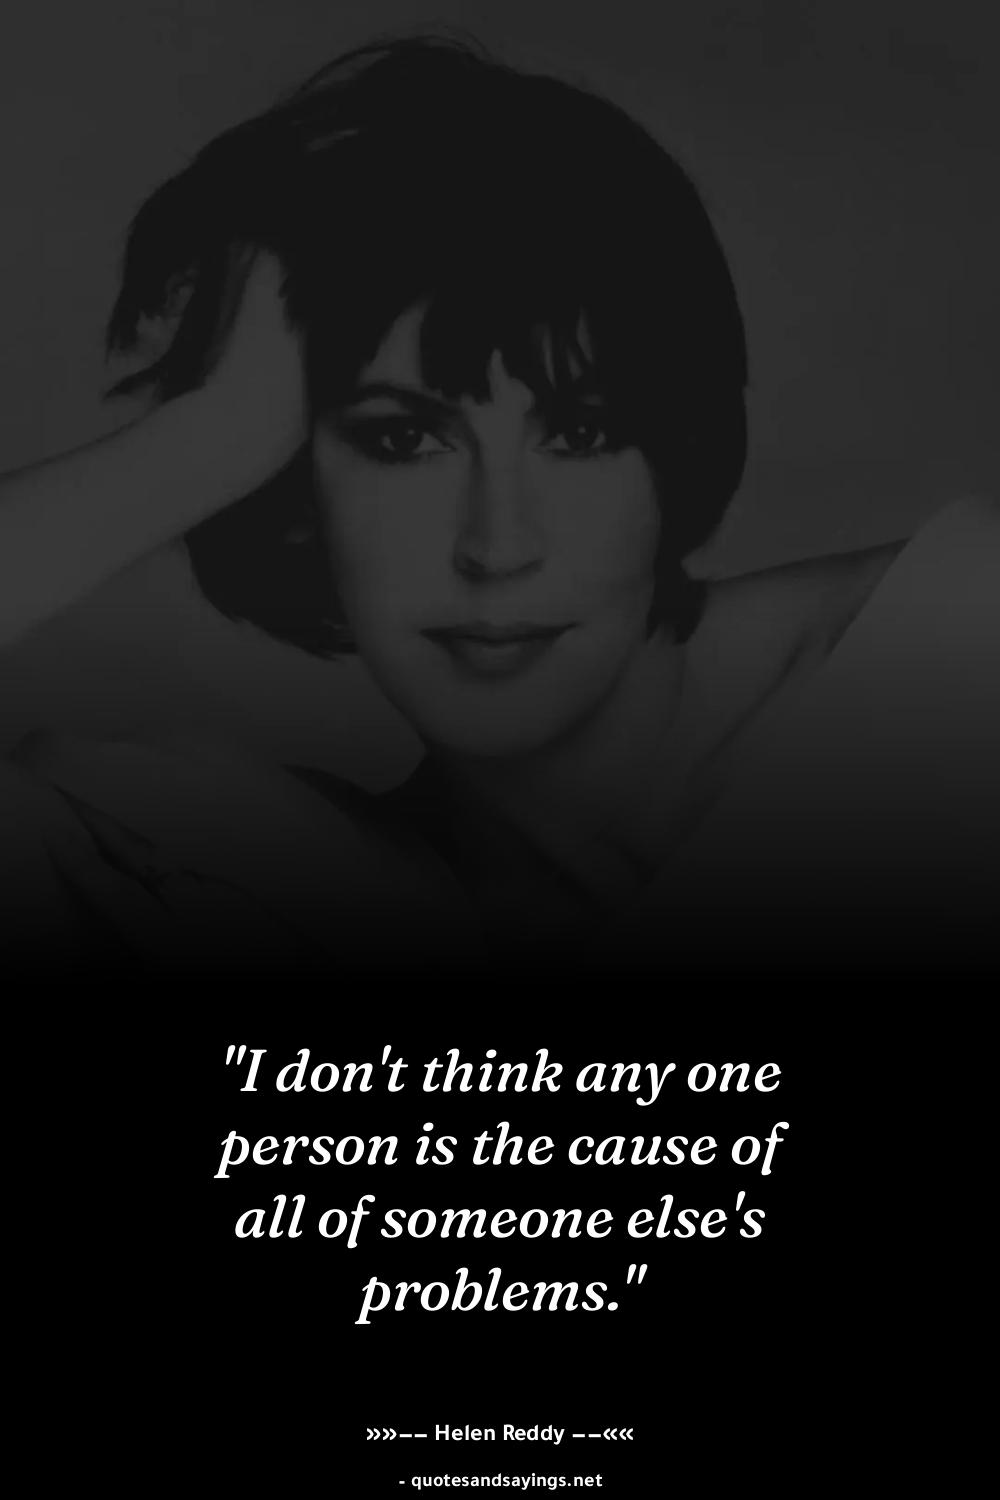 "I don't think any one
person is the cause of
all of someone else's
problems."
»»-- Helen Reddy --««
- quotesandsayings.net